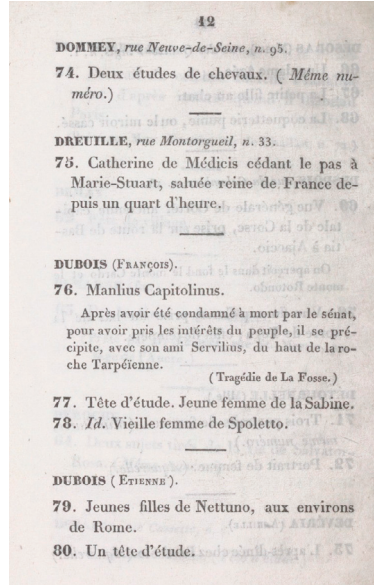 12
DOMMEY, rue Neuve-de-Seine, n. 95.
74. Deux études de chevaux. ( Même nu-
méro.)
DREUILLE, rue Montorgueil, n. 33.
75. Catherine de Médicis cédant le pas à
Marie-Stuart, saluée reine de France de-
puis un quart d'heure.
DUBOIS (FRANÇOIS).
76. Manlius Capitolinus.
Après avoir été condamné à mort par le sénat,
pour avoir pris les intérêts du peuple, il se pré-
cipite, avec son ami Servilius, du haut de la ro-
che Tarpéïenne.
(Tragédie de La Fosse.)
77. Tête d'étude. Jeune femme de la Sabine.
78. Id. Vieille femme de Spoletto.
DUBOIS ( ETIENNE ).
79. Jeunes filles de Nettuno, aux environs
de Rome.
80. Un tête d'étude.